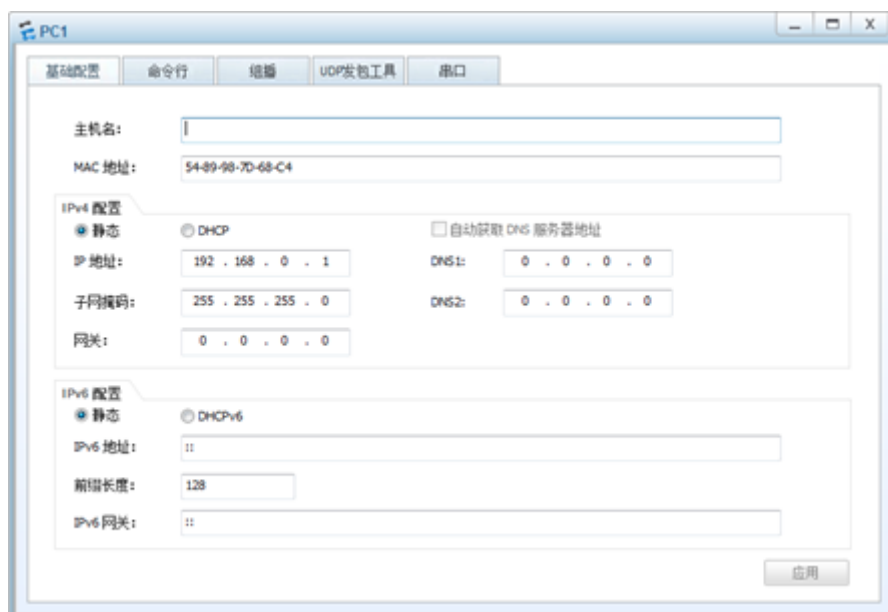 PC1
基础配置 命令行 组播 UDP发包工具 串口
主机名:
MAC 地址: 54-89-98-7D-68-C4
IPv4 配置
静态 DHCP 自动获取 DNS 服务器地址
IP 地址: 192 . 168 . 0 . 1 DNS1: 0 . 0 . 0 . 0
子网掩码: 255 . 255 . 255 . 0 DNS2: 0 . 0 . 0 . 0
网关: 0 . 0 . 0 . 0
IPv6 配置
静态 DHCPv6
IPv6 地址: ::
前缀长度: 128
IPv6 网关: ::
应用